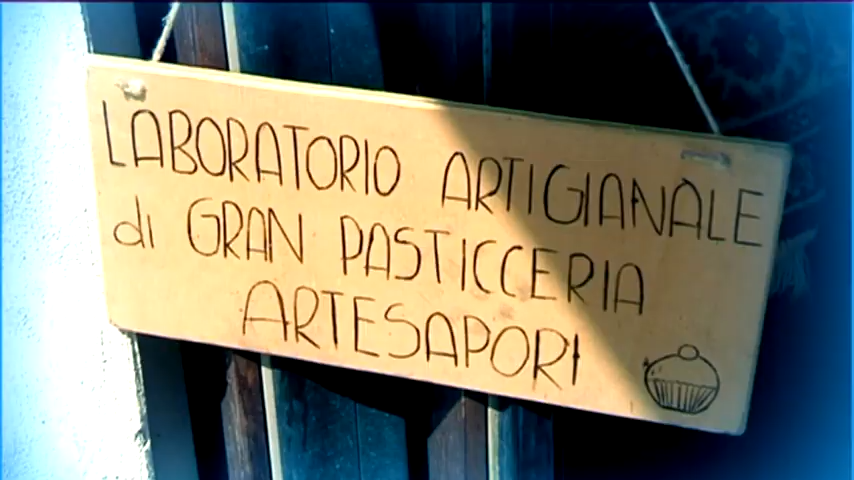 LABORATORIO ARTIGIANALE
di GRAN PASTICCERIA
ARTESAPORI